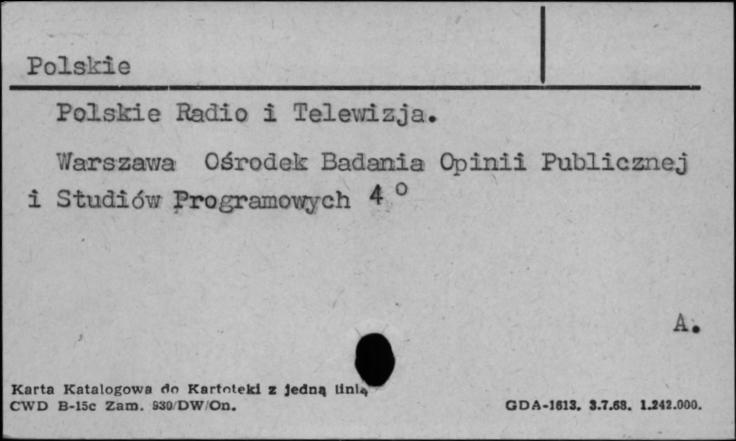 Polskie
Polskie Radio i Telewizja.
Warszawa Ośrodek Badania Opinii Publicznej
i Studiów Programowych 4°
A.
Karta Katalogowa do Kartoteki z jedną linią
CWD B-15c Zam. 930/DW/On. GDA-1613. 3.7.68. 1.242.000.